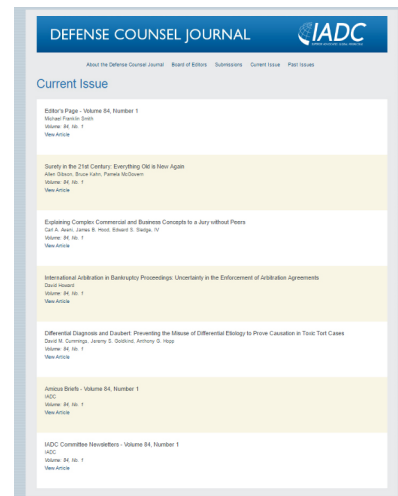 DEFENSE COUNSEL JOURNAL
IADC
About the Defense Counsel Journal Board of Editors Submissions Current Issue Past Issues
Current Issue
Editor's Page - Volume 84, Number 1
Michael Franklin Smith
Volume: 84, No. 1
View Article
Surety in the 21st Century: Everything Old is New Again
Allen Gibson, Bruce Kahn, Pamela McGovern
Volume: 84, No. 1
View Article
Explaining Complex Commercial and Business Concepts to a Jury without Peers
Carl A. Aveni, James B. Hood, Edward S. Sledge, IV
Volume: 84, No. 1
View Article
International Arbitration in Bankruptcy Proceedings: Uncertainty in the Enforcement of Arbitration Agreements
David Howard
Volume: 84, No. 1
View Article
Differential Diagnosis and Daubert: Preventing the Misuse of Differential Etiology to Prove Causation in Toxic Tort Cases
David M. Cummings, Jeremy S. Goldkind, Anthony G. Hopp
Volume: 84, No. 1
View Article
Amicus Briefs - Volume 84, Number 1
IADC
Volume: 84, No. 1
View Article
IADC Committee Newsletters - Volume 84, Number 1
IADC
Volume: 84, No. 1
View Article